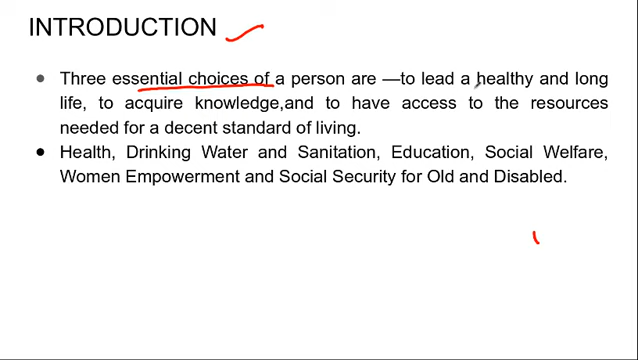 INTRODUCTION
● Three essential choices of a person are —to lead a healthy and long
life, to acquire knowledge,and to have access to the resources
needed for a decent standard of living.
● Health, Drinking Water and Sanitation, Education, Social Welfare,
Women Empowerment and Social Security for Old and Disabled.